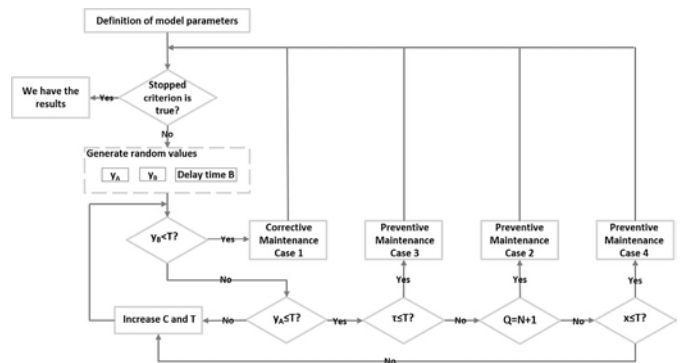 Definition of model parameters
We have the
results
Yes
Stopped
criterion is
true?
No
Generate random values
yA
yB
Delay time B
yB<T?
Yes
Corrective
Maintenance
Case 1
Preventive
Maintenance
Case 3
Preventive
Maintenance
Case 2
Preventive
Maintenance
Case 4
No
Yes
Yes
Yes
Increase C and T
No
yA≤T?
Yes
τ≤T?
No
Q=N+1
No
x≤T?
No